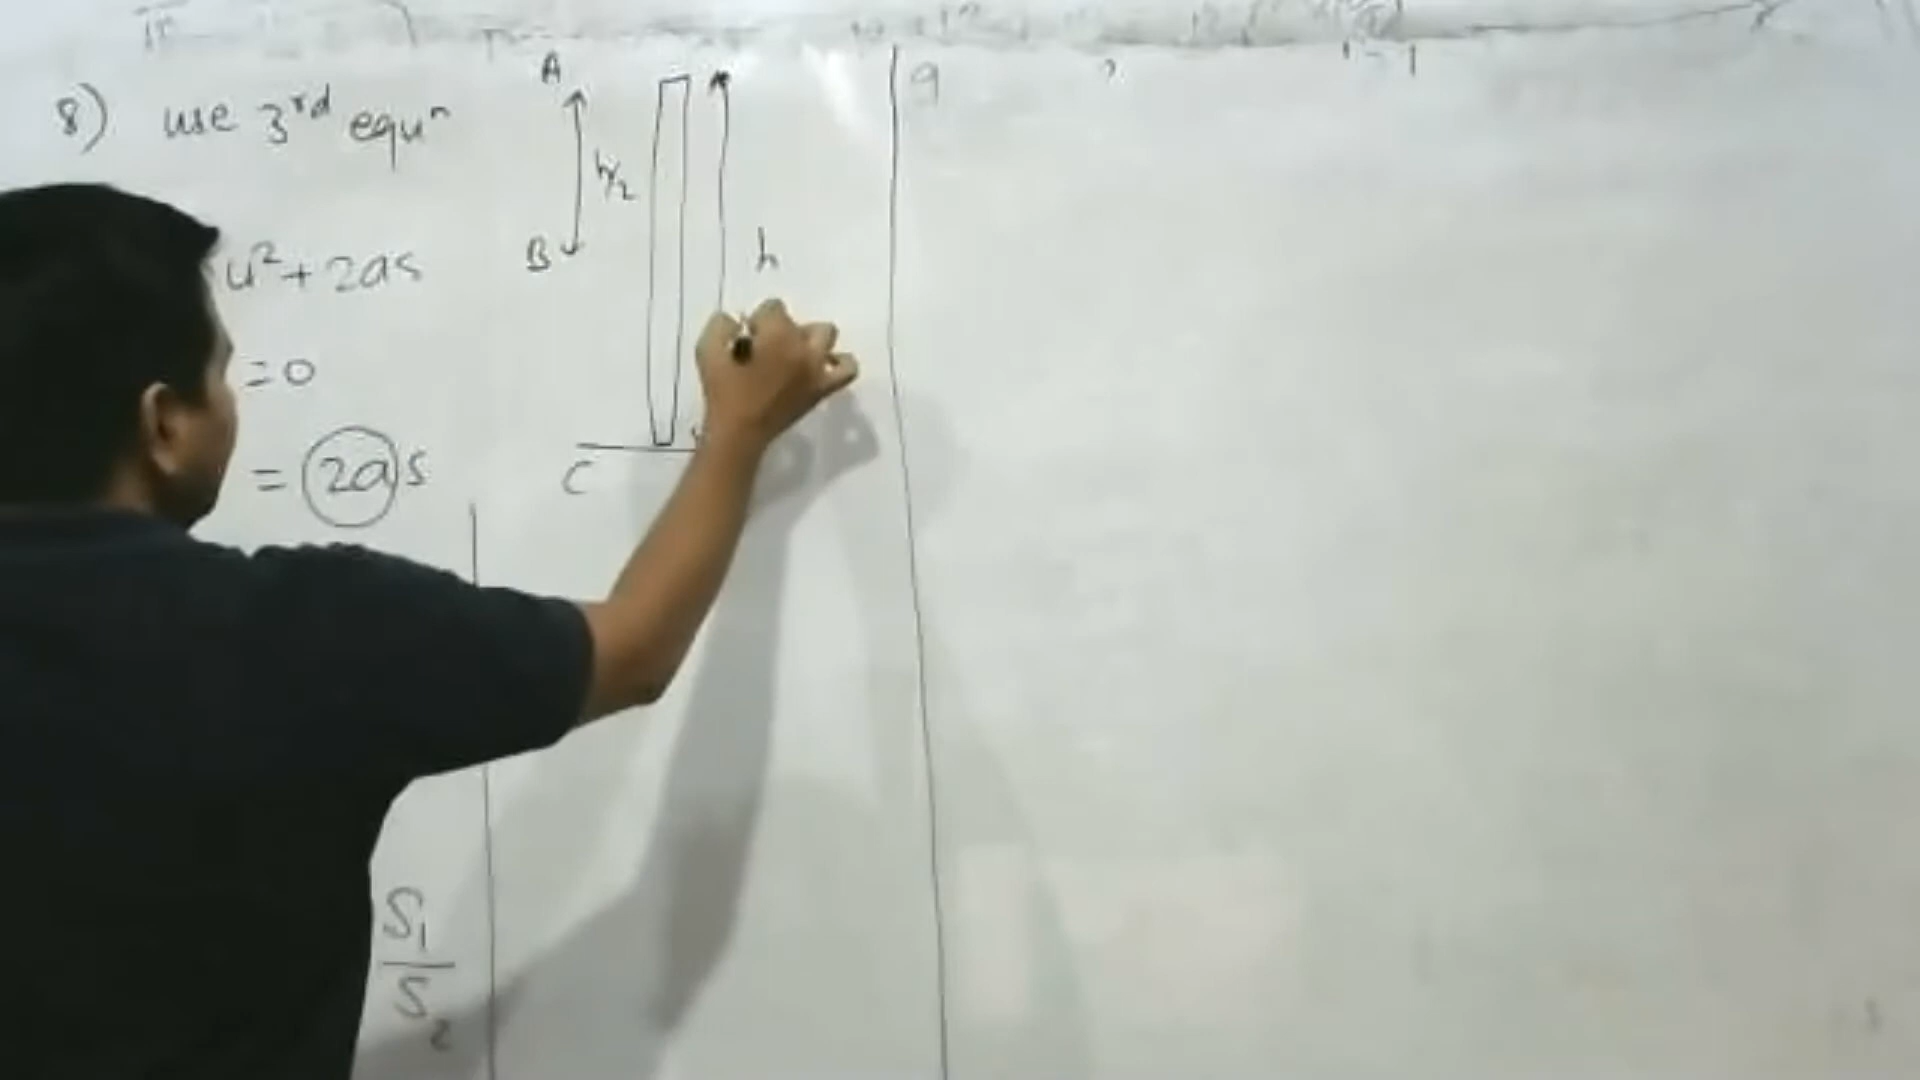 8) use 3rd equⁿ
u² + 2as
= 0
= 2as
S₁
S₂
A
h/2
B
h
C
9